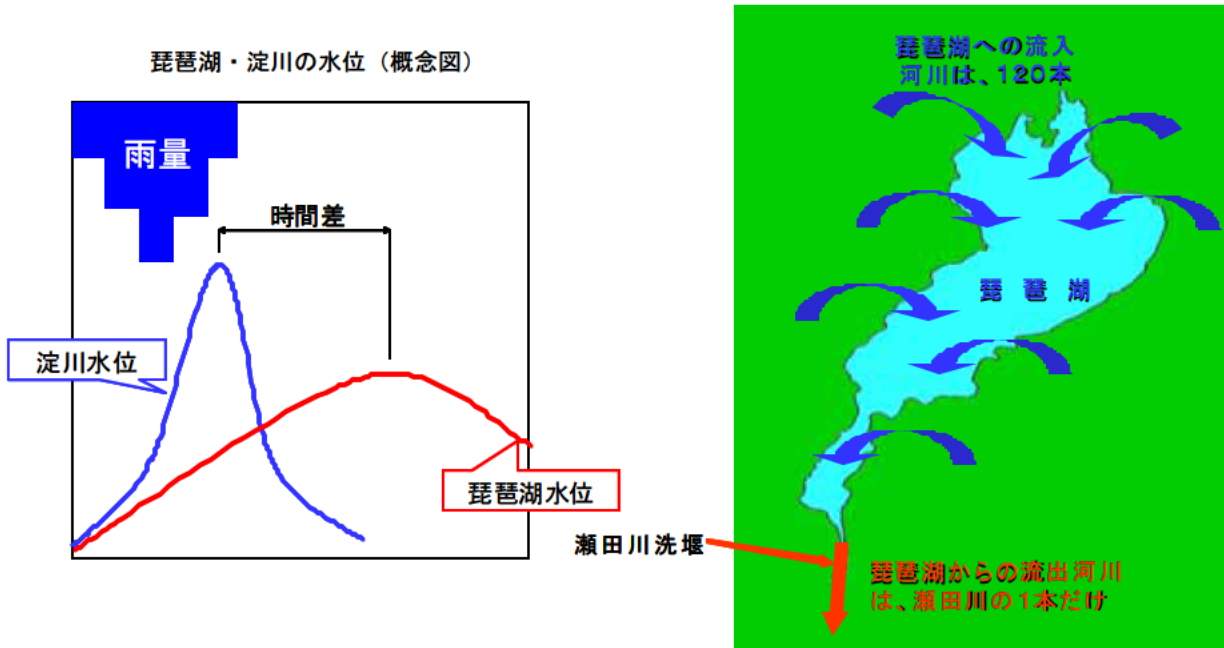 琵琶湖・淀川の水位（概念図）
雨量
時間差
淀川水位
琵琶湖水位
琵琶湖への流入
河川は、120本
琵琶湖
瀬田川洗堰
琵琶湖からの流出河川
は、瀬田川の1本だけ